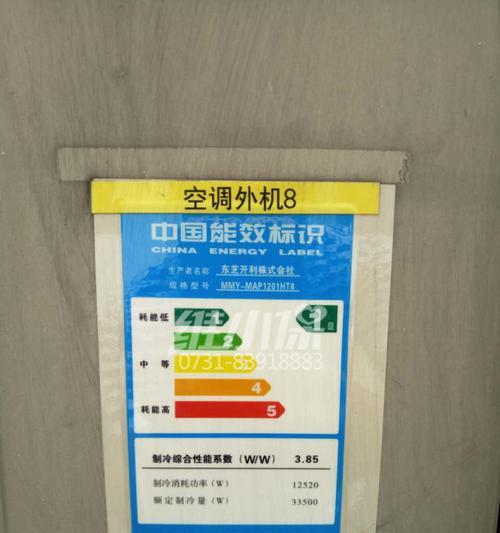 空调外机8
中国能效标识
CHINA ENERGY LABEL
生产者名称 东芝开利株式会社
规格型号 MMY-MAP1201HT8
耗能低 1 1级
2
维小保
中等
0731-83918883
4
耗能高 5
制冷综合性能系数(W/W) 3.85
制冷消耗功率(W) 12520
额定制冷量(W) 33500